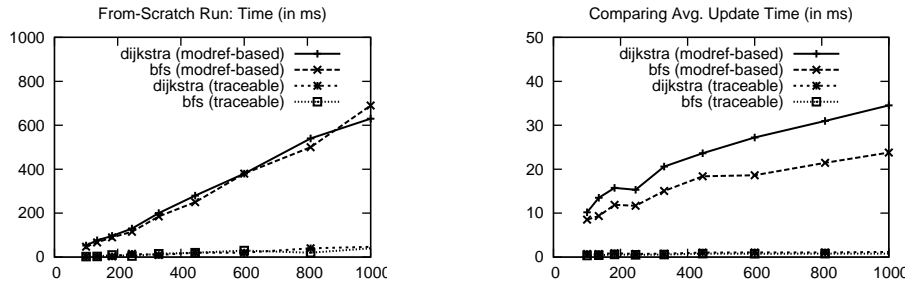 From-Scratch Run: Time (in ms)
1000
800
600
400
200
0
0 200 400 600 800 1000
dijkstra (modref-based)
bfs (modref-based)
dijkstra (traceable)
bfs (traceable)
Comparing Avg. Update Time (in ms)
50
40
30
20
10
0
0 200 400 600 800 1000
dijkstra (modref-based)
bfs (modref-based)
dijkstra (traceable)
bfs (traceable)